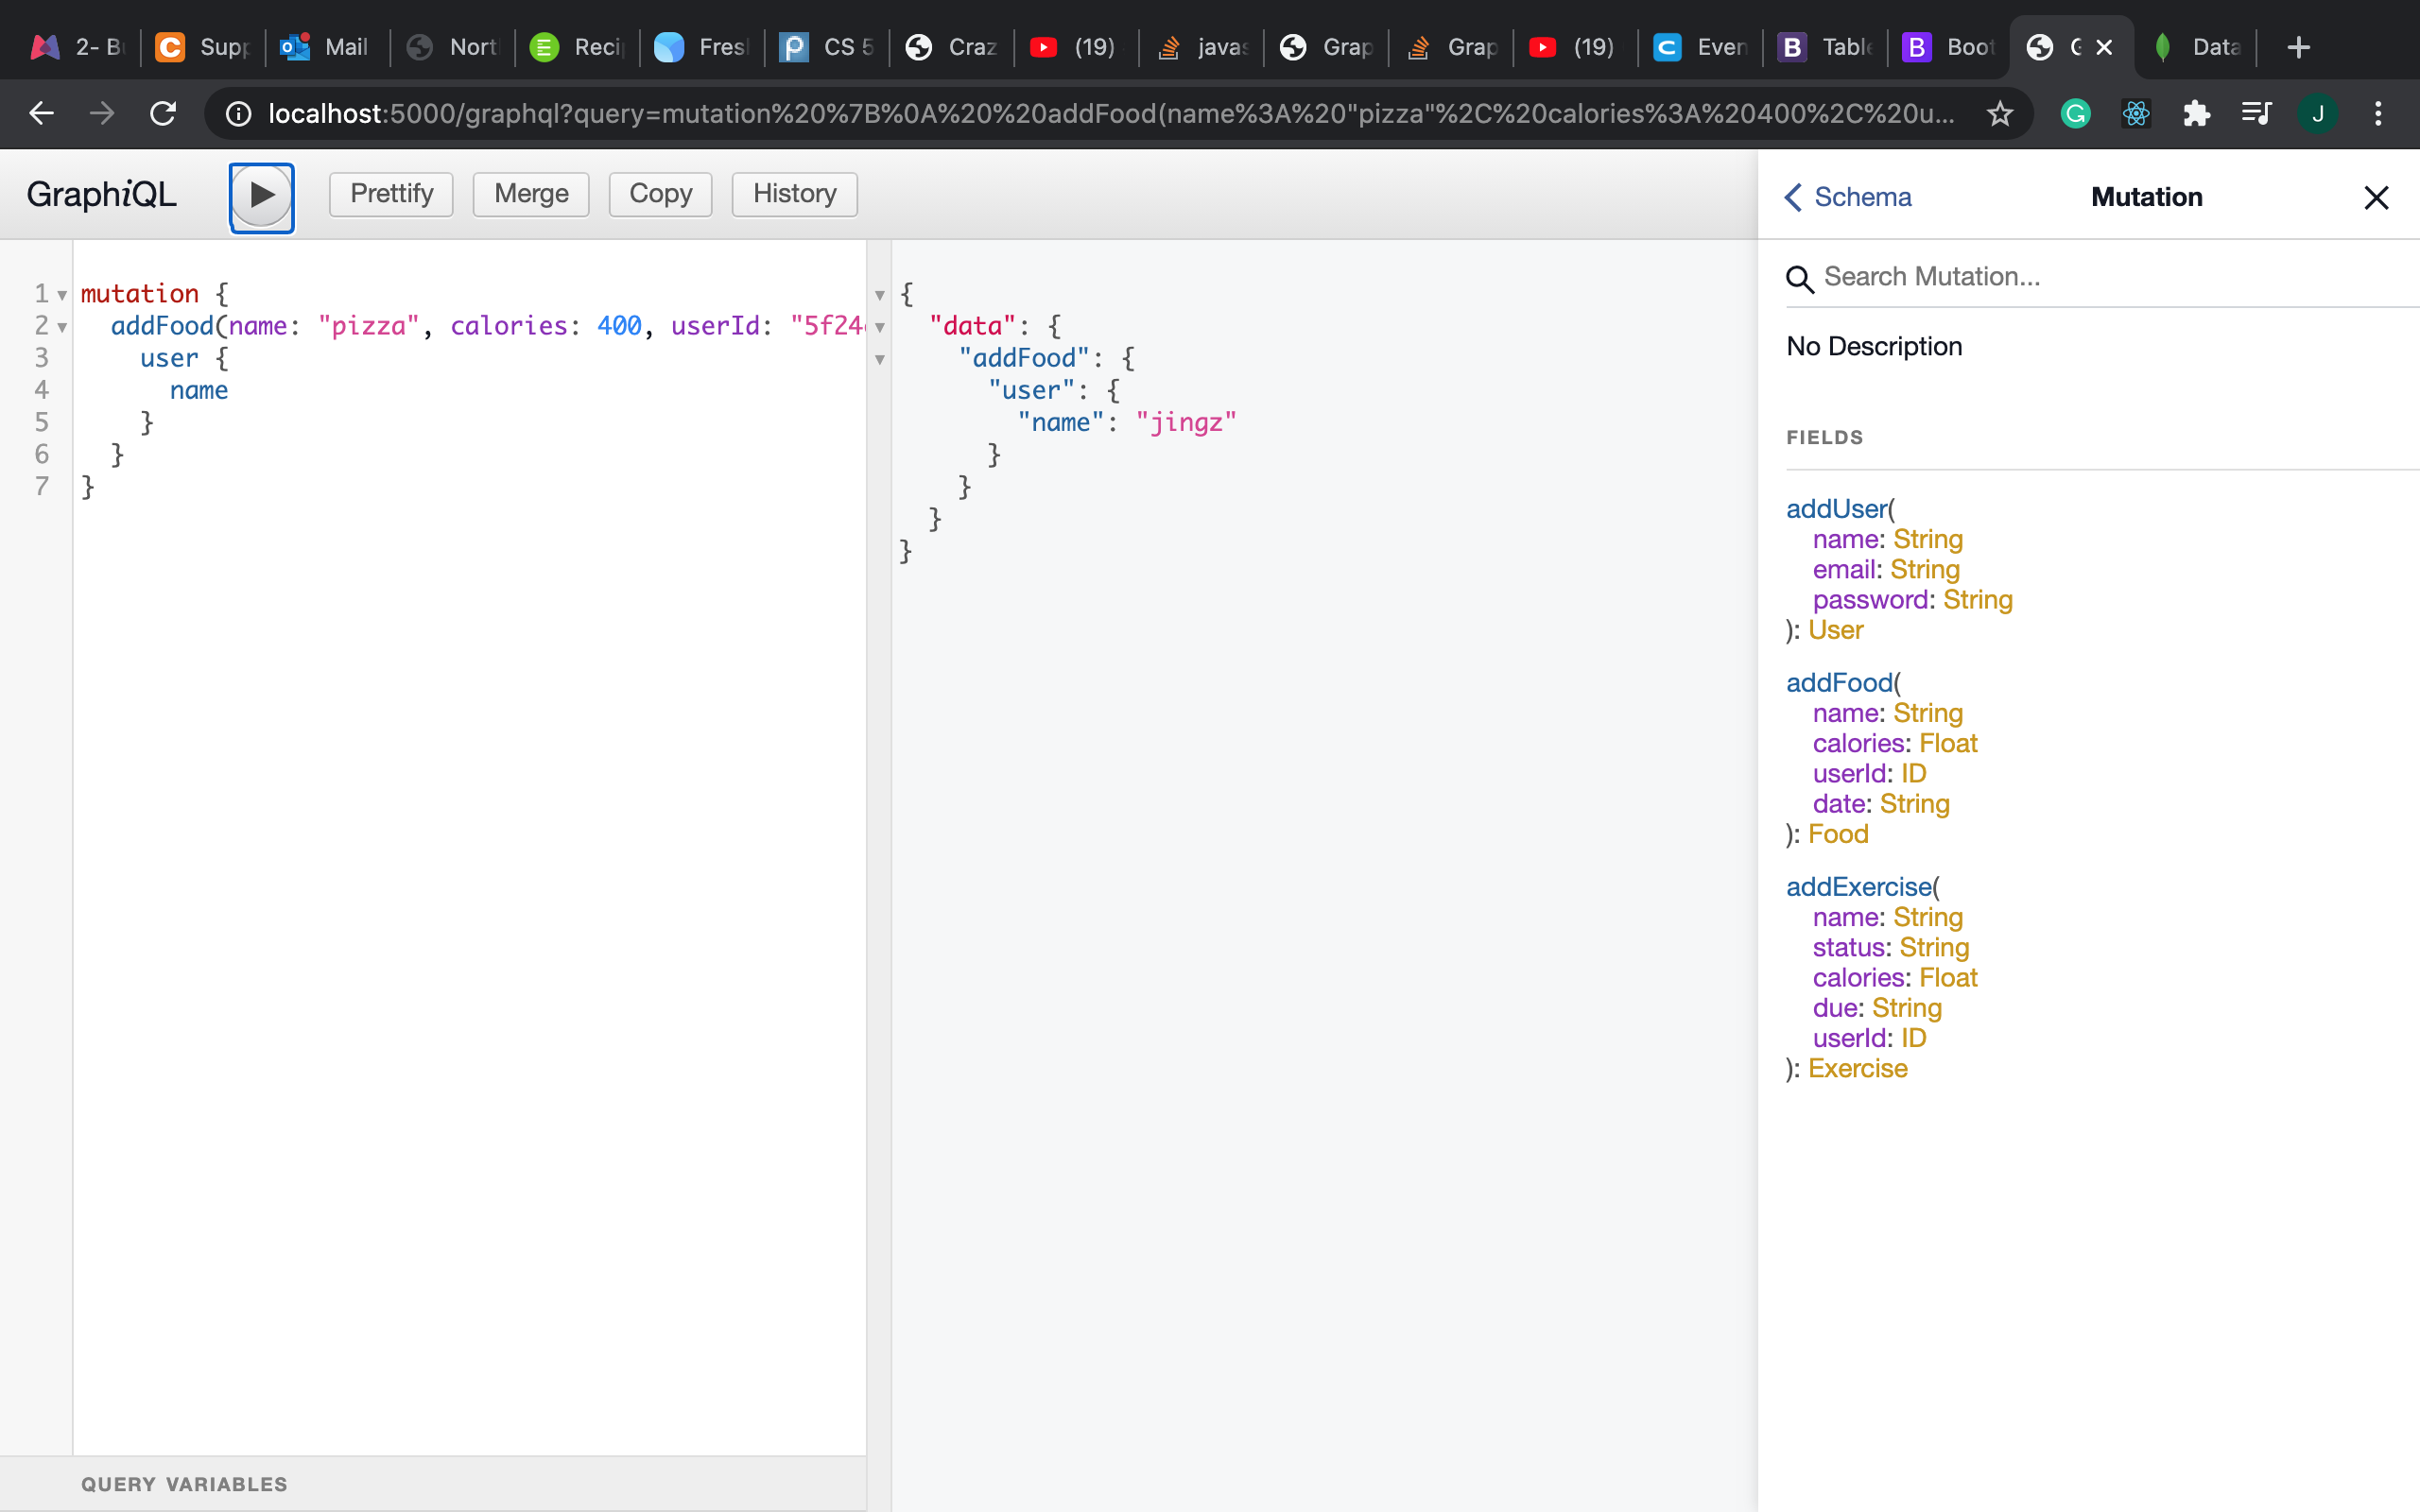 2- B
Supp
Mail
Nort
Reci
Fresl
CS 5
Craz
(19)
javas
Grap
Grap
(19)
Even
Table
Boot
G
Data
localhost:5000/graphql?query=mutation%20%7B%0A%20%20addFood(name%3A%20"pizza"%2C%20calories%3A%20400%2C%20u...
J
GraphiQL
Prettify
Merge
Copy
History
Schema
Mutation
1 mutation {
2 addFood(name: "pizza", calories: 400, userId: "5f24
3 user {
4 name
5 }
6 }
7 }
QUERY VARIABLES
{
"data": {
"addFood": {
"user": {
"name": "jingz"
}
}
}
}
Search Mutation...
No Description
FIELDS
addUser(
name: String
email: String
password: String
): User
addFood(
name: String
calories: Float
userId: ID
date: String
): Food
addExercise(
name: String
status: String
calories: Float
due: String
userId: ID
): Exercise